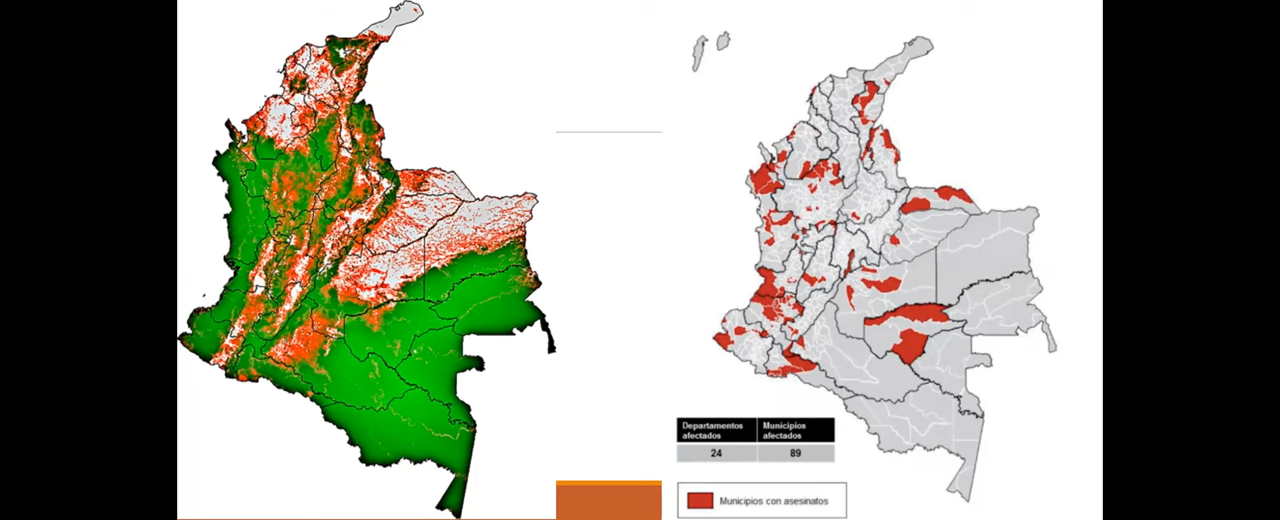 Departamentos afectados
Municipios afectados
24
89
Municipios con asesinatos